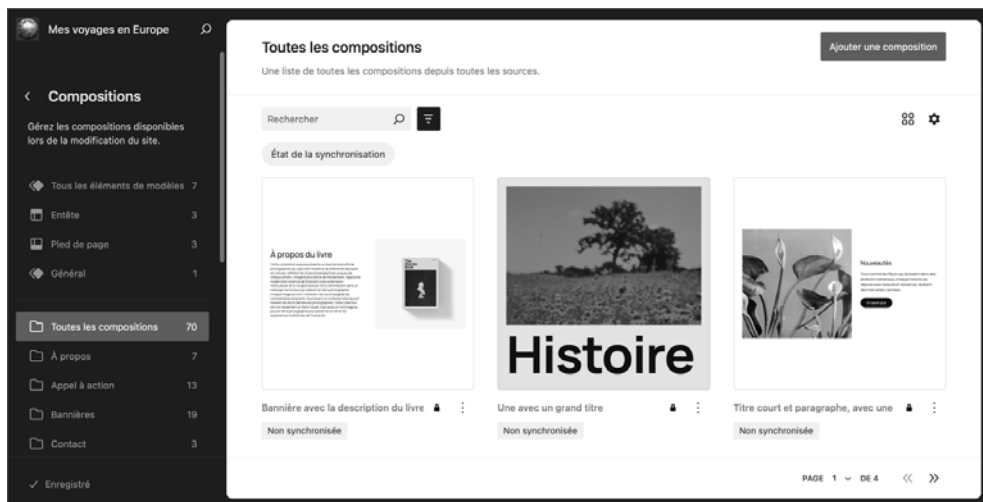 Mes voyages en Europe
Compositions
Gérez les compositions disponibles
lors de la modification du site.
Tous les éléments de modèles 7
Entête 3
Pied de page 3
Général 1
Toutes les compositions 70
À propos 7
Appel à action 13
Bannières 19
Contact 3
Enregistré
Toutes les compositions
Ajouter une composition
Une liste de toutes les compositions depuis toutes les sources.
Rechercher
État de la synchronisation
À propos du livre
Histoire
Nouveautés
Bannière avec la description du livre
Non synchronisée
Une avec un grand titre
Non synchronisée
Titre court et paragraphe, avec une
Non synchronisée
PAGE 1 DE 4